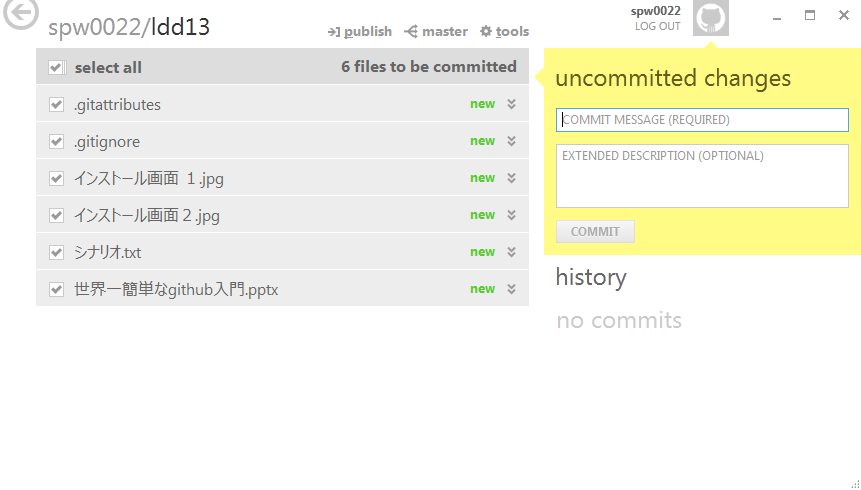 spw0022/ldd13
publish master tools
spw0022
LOG OUT
select all 6 files to be committed
.gitattributes new
.gitignore new
インストール画面 １.jpg new
インストール画面２.jpg new
シナリオ.txt new
世界一簡単なgithub入門.pptx new
uncommitted changes
COMMIT MESSAGE (REQUIRED)
EXTENDED DESCRIPTION (OPTIONAL)
COMMIT
history
no commits